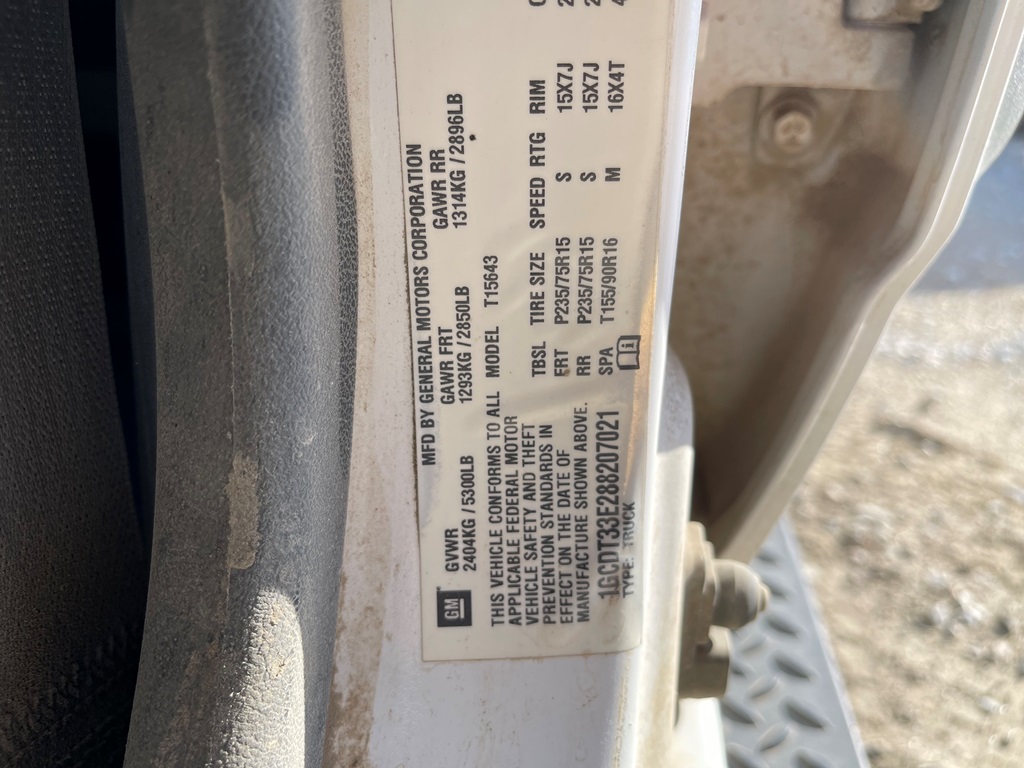 MFD BY GENERAL MOTORS CORPORATION
GVWR GAWR FRT GAWR RR
2404KG / 5300LB 1293KG / 2850LB 1314KG / 2896LB
GM
THIS VEHICLE CONFORMS TO ALL
APPLICABLE FEDERAL MOTOR
VEHICLE SAFETY AND THEFT
PREVENTION STANDARDS IN
EFFECT ON THE DATE OF
MANUFACTURE SHOWN ABOVE.
1GCDT33E288207021
TYPE: TRUCK
MODEL T15643
TBSL TIRE SIZE SPEED RTG RIM
FRT P235/75R15 S 15X7J
RR P235/75R15 S 15X7J
SPA T155/90R16 M 16X4T